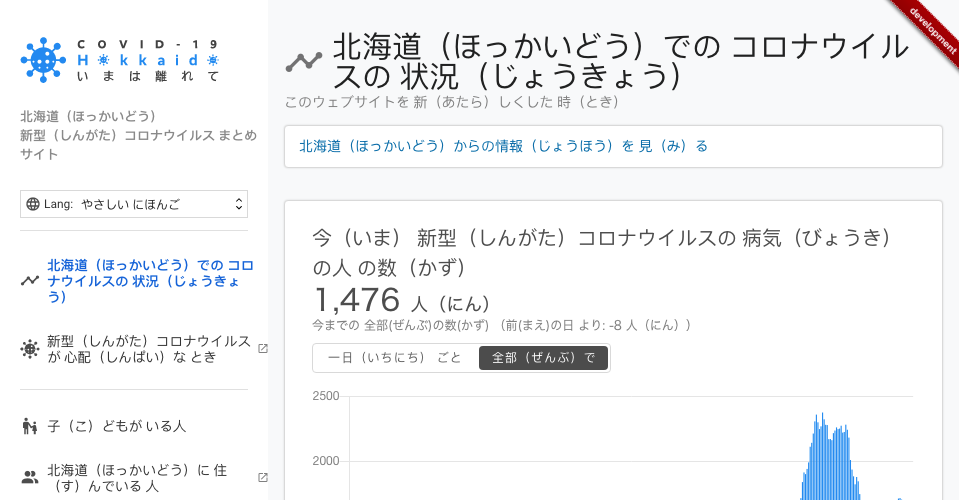 COVID-19
Hokkaido
いまは離れて
北海道（ほっかいどう）
新型（しんがた）コロナウイルス まとめ
サイト
Lang: やさしい にほんご
北海道（ほっかいどう）での コロ
ナウイルスの 状況（じょうきょ
う）
新型（しんがた）コロナウイルス
が 心配（しんぱい）な とき
子（こ）どもが いる人
北海道（ほっかいどう）に 住
（す）んでいる 人
development
北海道（ほっかいどう）での コロナウイル
スの 状況（じょうきょう）
このウェブサイトを 新（あたら）しくした 時（とき）
北海道（ほっかいどう）からの情報（じょうほう）を 見（み）る
今（いま） 新型（しんがた）コロナウイルスの 病気（びょうき）
の人 の数（かず）
1,476 人（にん）
今までの 全部(ぜんぶ)の数(かず) （前(まえ)の日 より: -8 人（にん））
一日（いちにち） ごと
全部（ぜんぶ）で
2500
2000